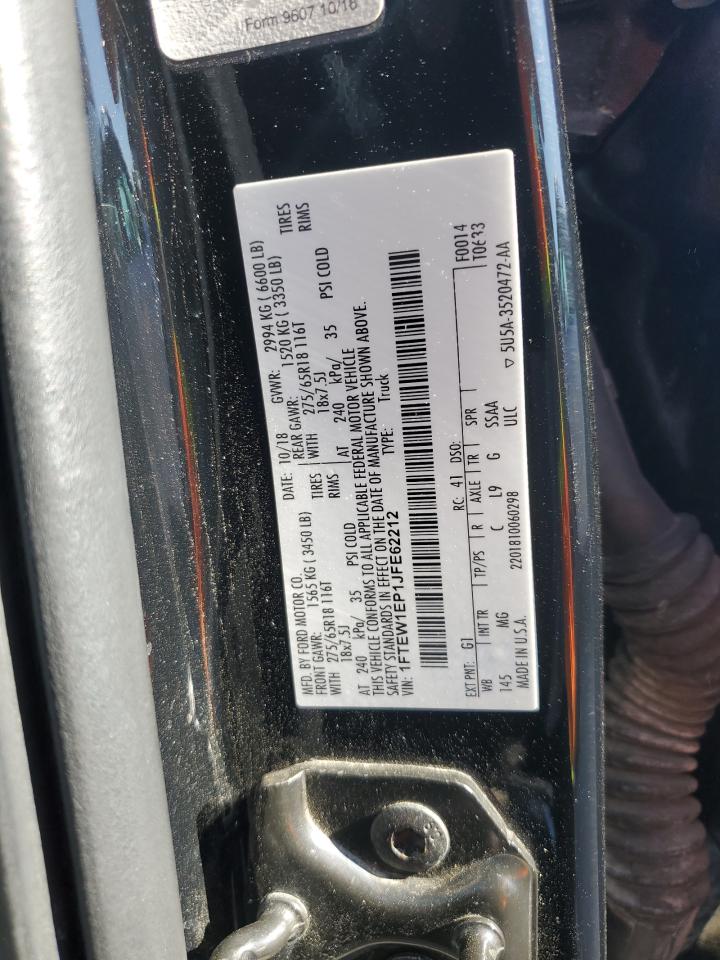 Form 9607 10/16
MFD. BY FORD MOTOR CO.
DATE: 10/18
GVWR: 2994 KG ( 6600 LB)
FRONT GAWR: 1565 KG ( 3450 LB)
REAR GAWR: 1520 KG ( 3350 LB)
WITH 275/65R18 116T TIRES
WITH 275/65R18 116T TIRES
18x7.5J RIMS
18x7.5J RIMS
AT 240 kPa/ 35 PSI COLD
AT 240 kPa/ 35 PSI COLD
THIS VEHICLE CONFORMS TO ALL APPLICABLE FEDERAL MOTOR VEHICLE
SAFETY STANDARDS IN EFFECT ON THE DATE OF MANUFACTURE SHOWN ABOVE.
VIN: 1FTEW1EP1JFE62212
TYPE: Truck
F0014
T0633
EXT PNT: G1 RC: 41 DSO:
WB INT TR TP/PS R AXLE TR SPR
145 MG C L9 G SSAA
ULC
MADE IN U.S.A. 2201810060298
▽ 5U5A-3520472-AA